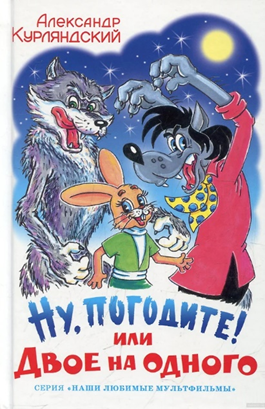 Александр
Курляндский
Ну, погодите!
или
Двое на одного
СЕРИЯ «НАШИ ЛЮБИМЫЕ МУЛЬТФИЛЬМЫ»